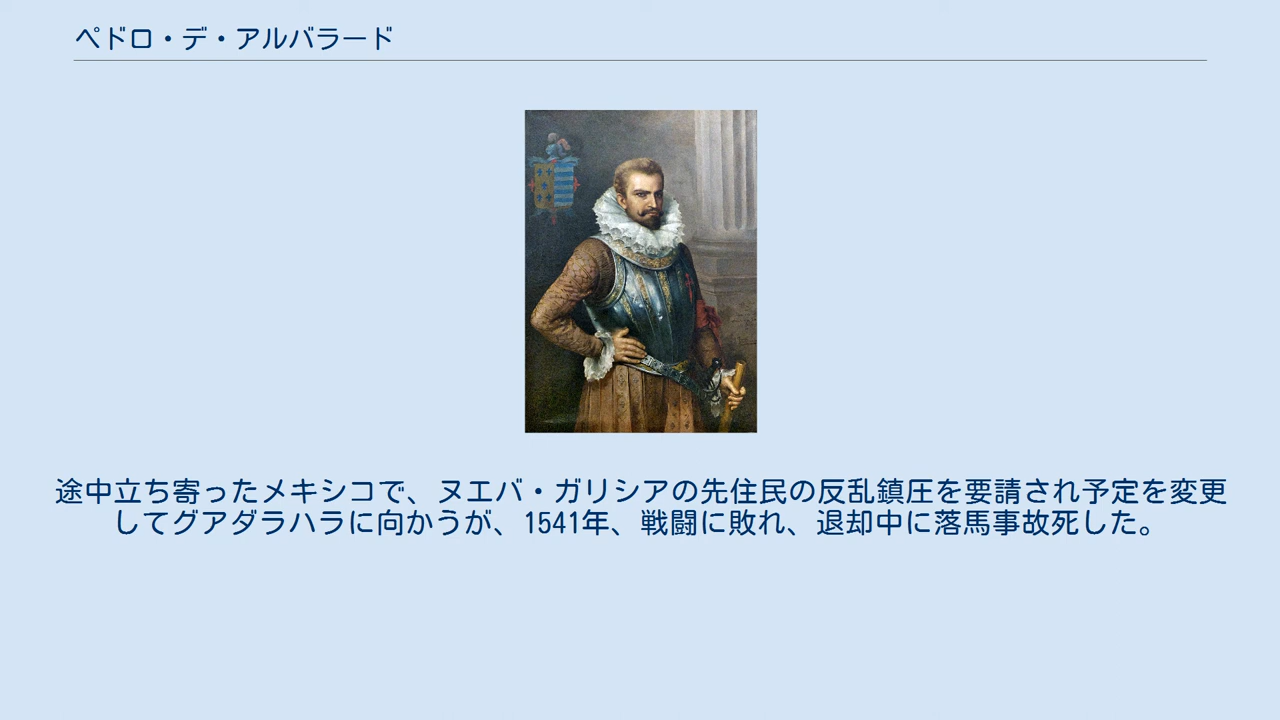 ペドロ・デ・アルバラード
途中立ち寄ったメキシコで、ヌエバ・ガリシアの先住民の反乱鎮圧を要請され予定を変更
してグアダラハラに向かうが、1541年、戦闘に敗れ、退却中に落馬事故死した。